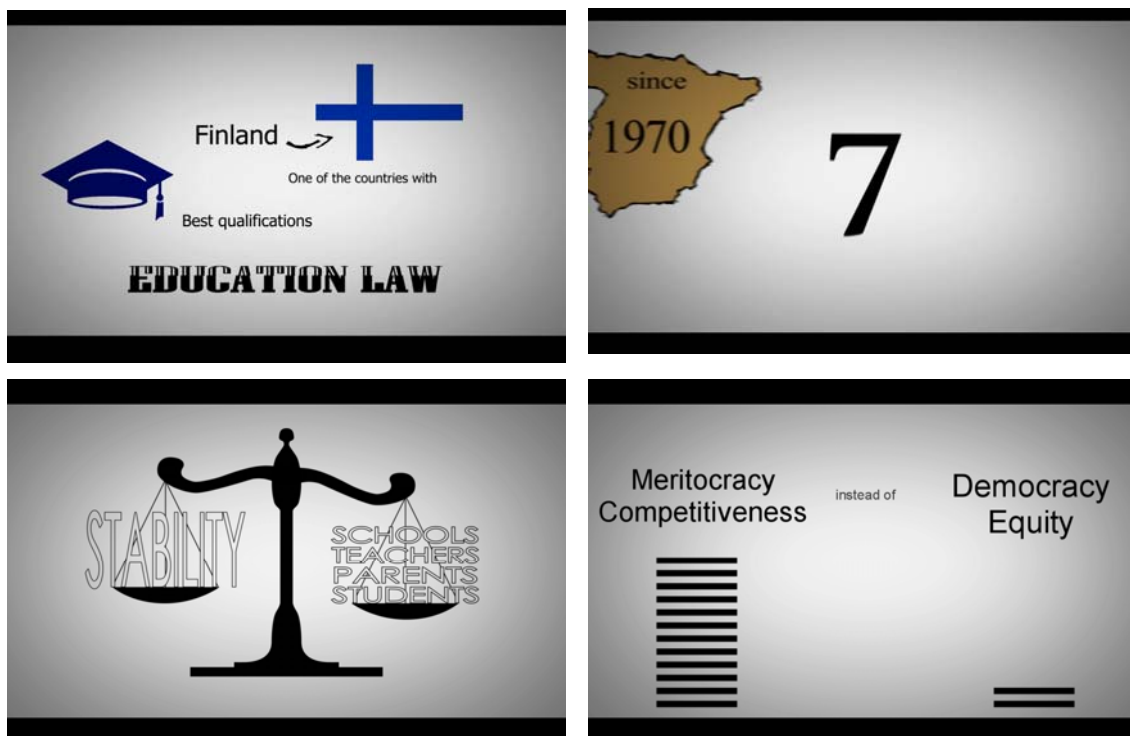 Finland
One of the countries with
Best qualifications
EDUCATION LAW
since
1970
7
STABILITY
SCHOOLS
TEACHERS
PARENTS
STUDENTS
Meritocracy
Competitiveness
instead of
Democracy
Equity